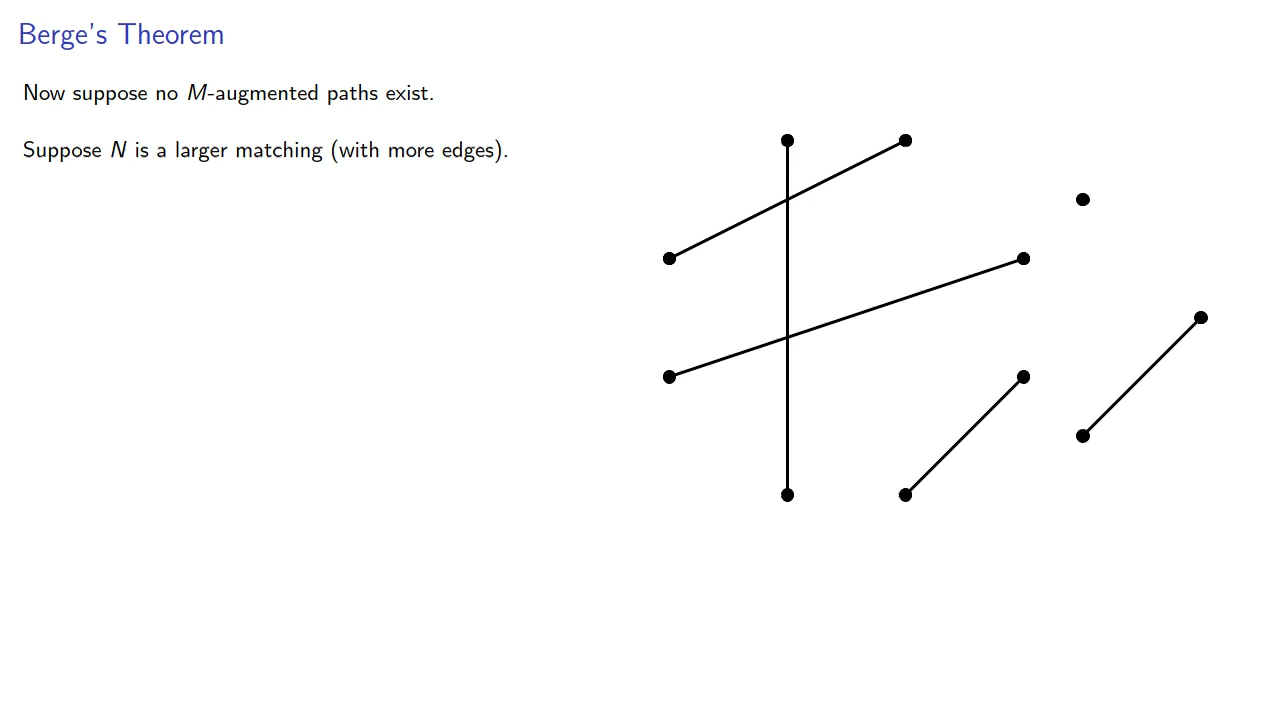 Berge's Theorem
Now suppose no M-augmented paths exist.
Suppose N is a larger matching (with more edges).